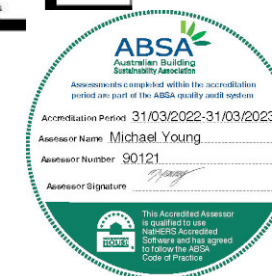 ABSA
Australian Building
Sustainability Association
Assessments completed within the accreditation
period are part of the ABSA quality audit system
Accreditation Period 31/03/2022-31/03/2023
Assessor Name Michael Young
Assessor Number 90121
Assessor Signature
This Accredited Assessor
is qualified to use
NatHERS Accredited
Software and has agreed
to follow the ABSA
Code of Practice
HOUSE